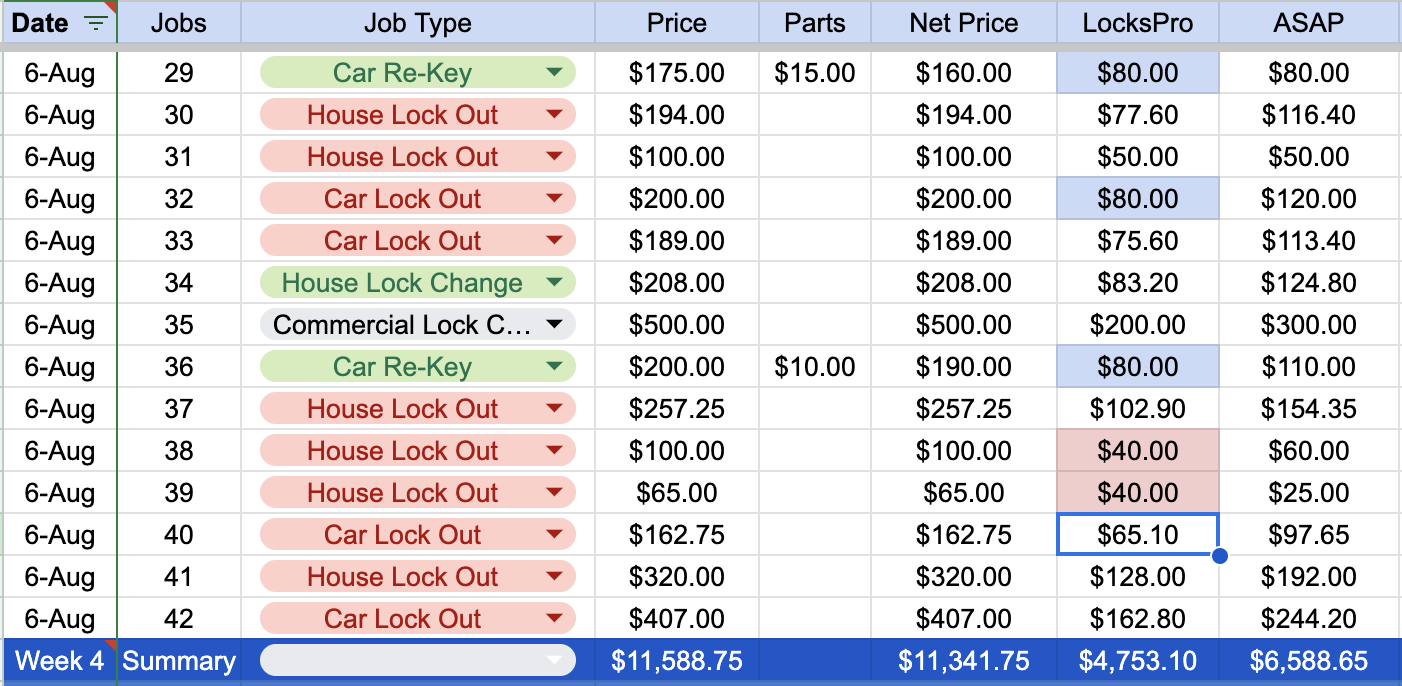 Date Jobs Job Type Price Parts Net Price LocksPro ASAP
6-Aug 29 Car Re-Key $175.00 $15.00 $160.00 $80.00 $80.00
6-Aug 30 House Lock Out $194.00 $194.00 $77.60 $116.40
6-Aug 31 House Lock Out $100.00 $100.00 $50.00 $50.00
6-Aug 32 Car Lock Out $200.00 $200.00 $80.00 $120.00
6-Aug 33 Car Lock Out $189.00 $189.00 $75.60 $113.40
6-Aug 34 House Lock Change $208.00 $208.00 $83.20 $124.80
6-Aug 35 Commercial Lock C... $500.00 $500.00 $200.00 $300.00
6-Aug 36 Car Re-Key $200.00 $10.00 $190.00 $80.00 $110.00
6-Aug 37 House Lock Out $257.25 $257.25 $102.90 $154.35
6-Aug 38 House Lock Out $100.00 $100.00 $40.00 $60.00
6-Aug 39 House Lock Out $65.00 $65.00 $40.00 $25.00
6-Aug 40 Car Lock Out $162.75 $162.75 $65.10 $97.65
6-Aug 41 House Lock Out $320.00 $320.00 $128.00 $192.00
6-Aug 42 Car Lock Out $407.00 $407.00 $162.80 $244.20
Week 4 Summary $11,588.75 $11,341.75 $4,753.10 $6,588.65